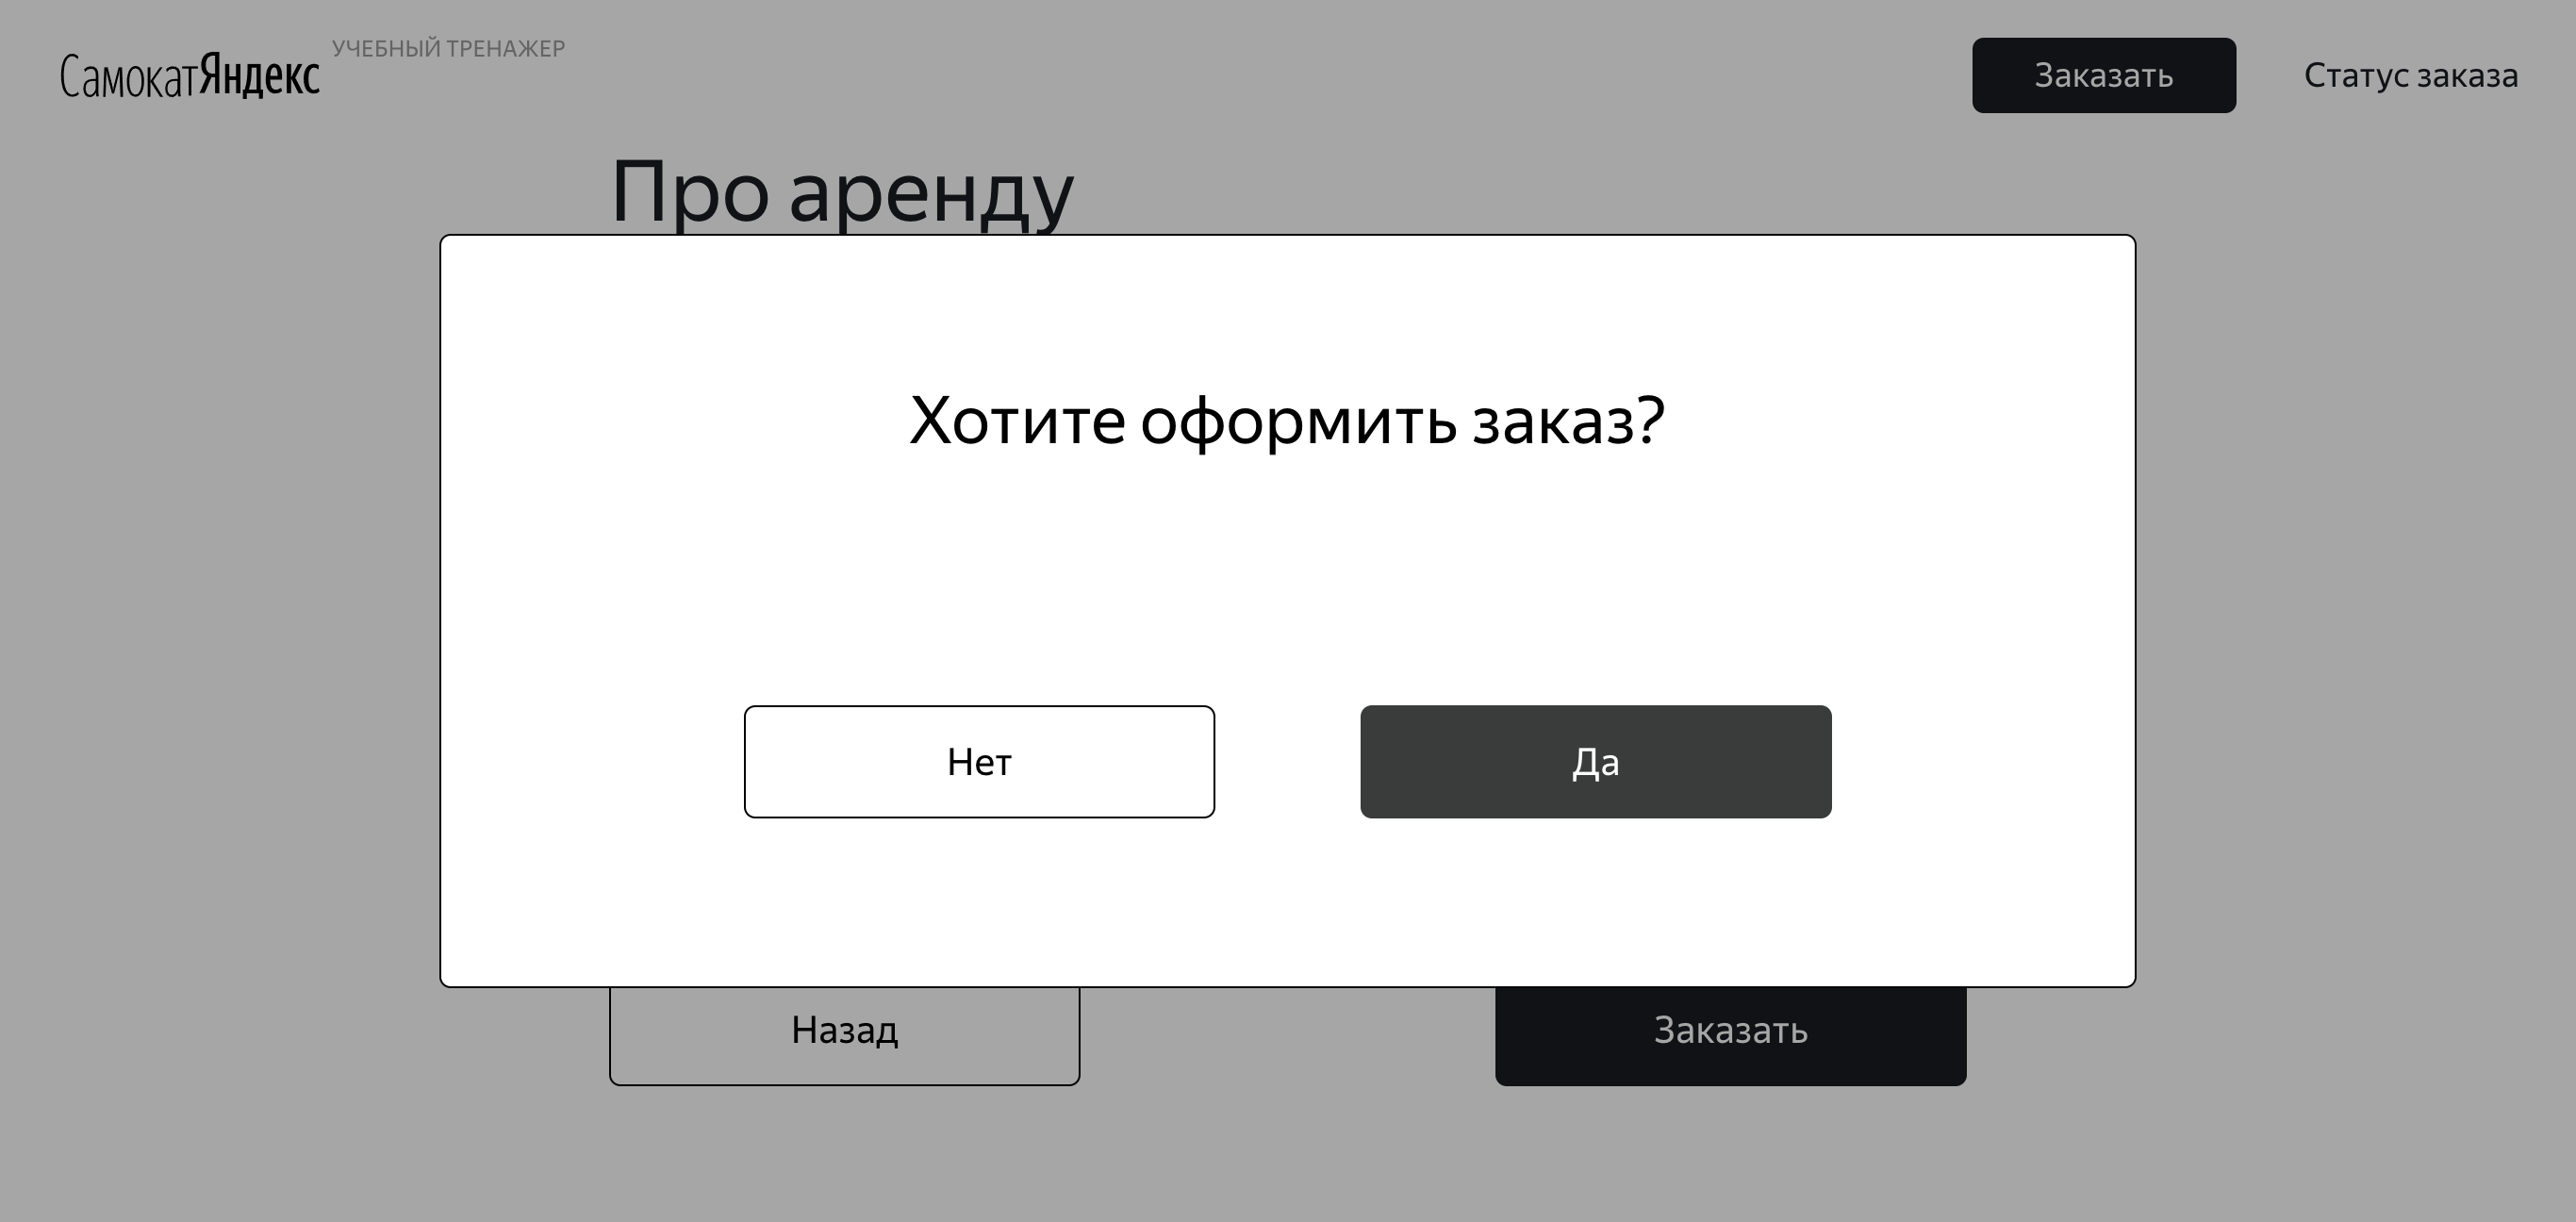 СамокатЯндекс УЧЕБНЫЙ ТРЕНАЖЕР Заказать Статус заказа
Про аренду
Хотите оформить заказ?
Нет Да
Назад Заказать